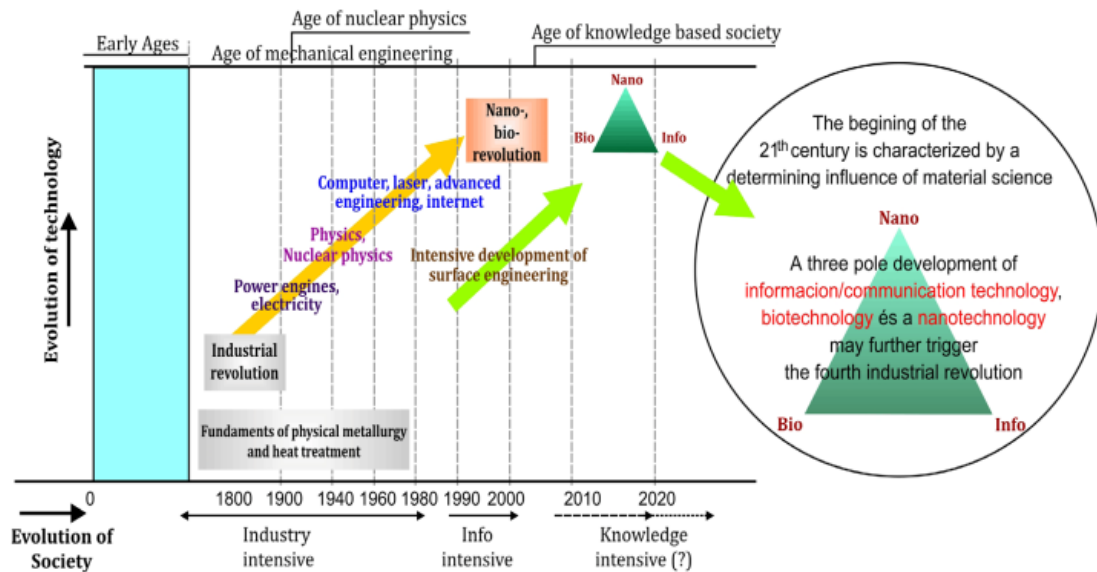 Age of nuclear physics
Early Ages
Age of mechanical engineering
Age of knowledge based society
Evolution of technology
Nano-,
bio-
revolution
Nano
Bio
Info
Computer, laser, advanced
engineering, internet
Physics,
Nuclear physics
Intensive development of
surface engineering
Power engines,
electricity
Industrial
revolution
Fundaments of physical metallurgy
and heat treatment
0
1800
1900
1940
1960
1980
1990
2000
2010
2020
Evolution of
Society
Industry
intensive
Info
intensive
Knowledge
intensive (?)
The begining of the
21th century is characterized by a
determining influence of material science
Nano
A three pole development of
informacion/communication technology,
biotechnology és a nanotechnology
may further trigger
the fourth industrial revolution
Bio
Info